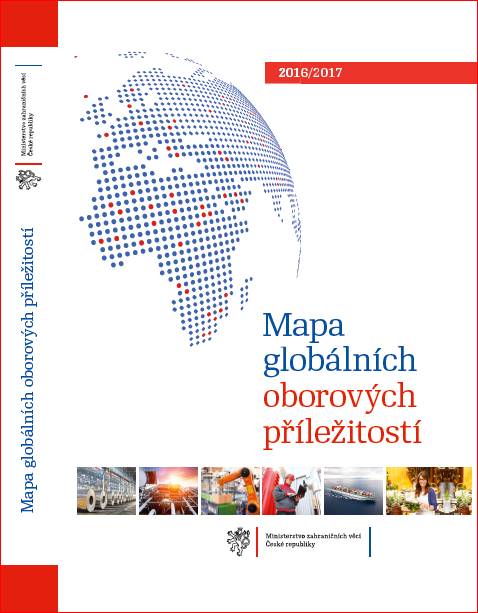 Ministerstvo zahraničních věcí
České republiky
Mapa globálních oborových příležitostí
2016/2017
Mapa
globálních
oborových
příležitostí
Ministerstvo zahraničních věcí
České republiky